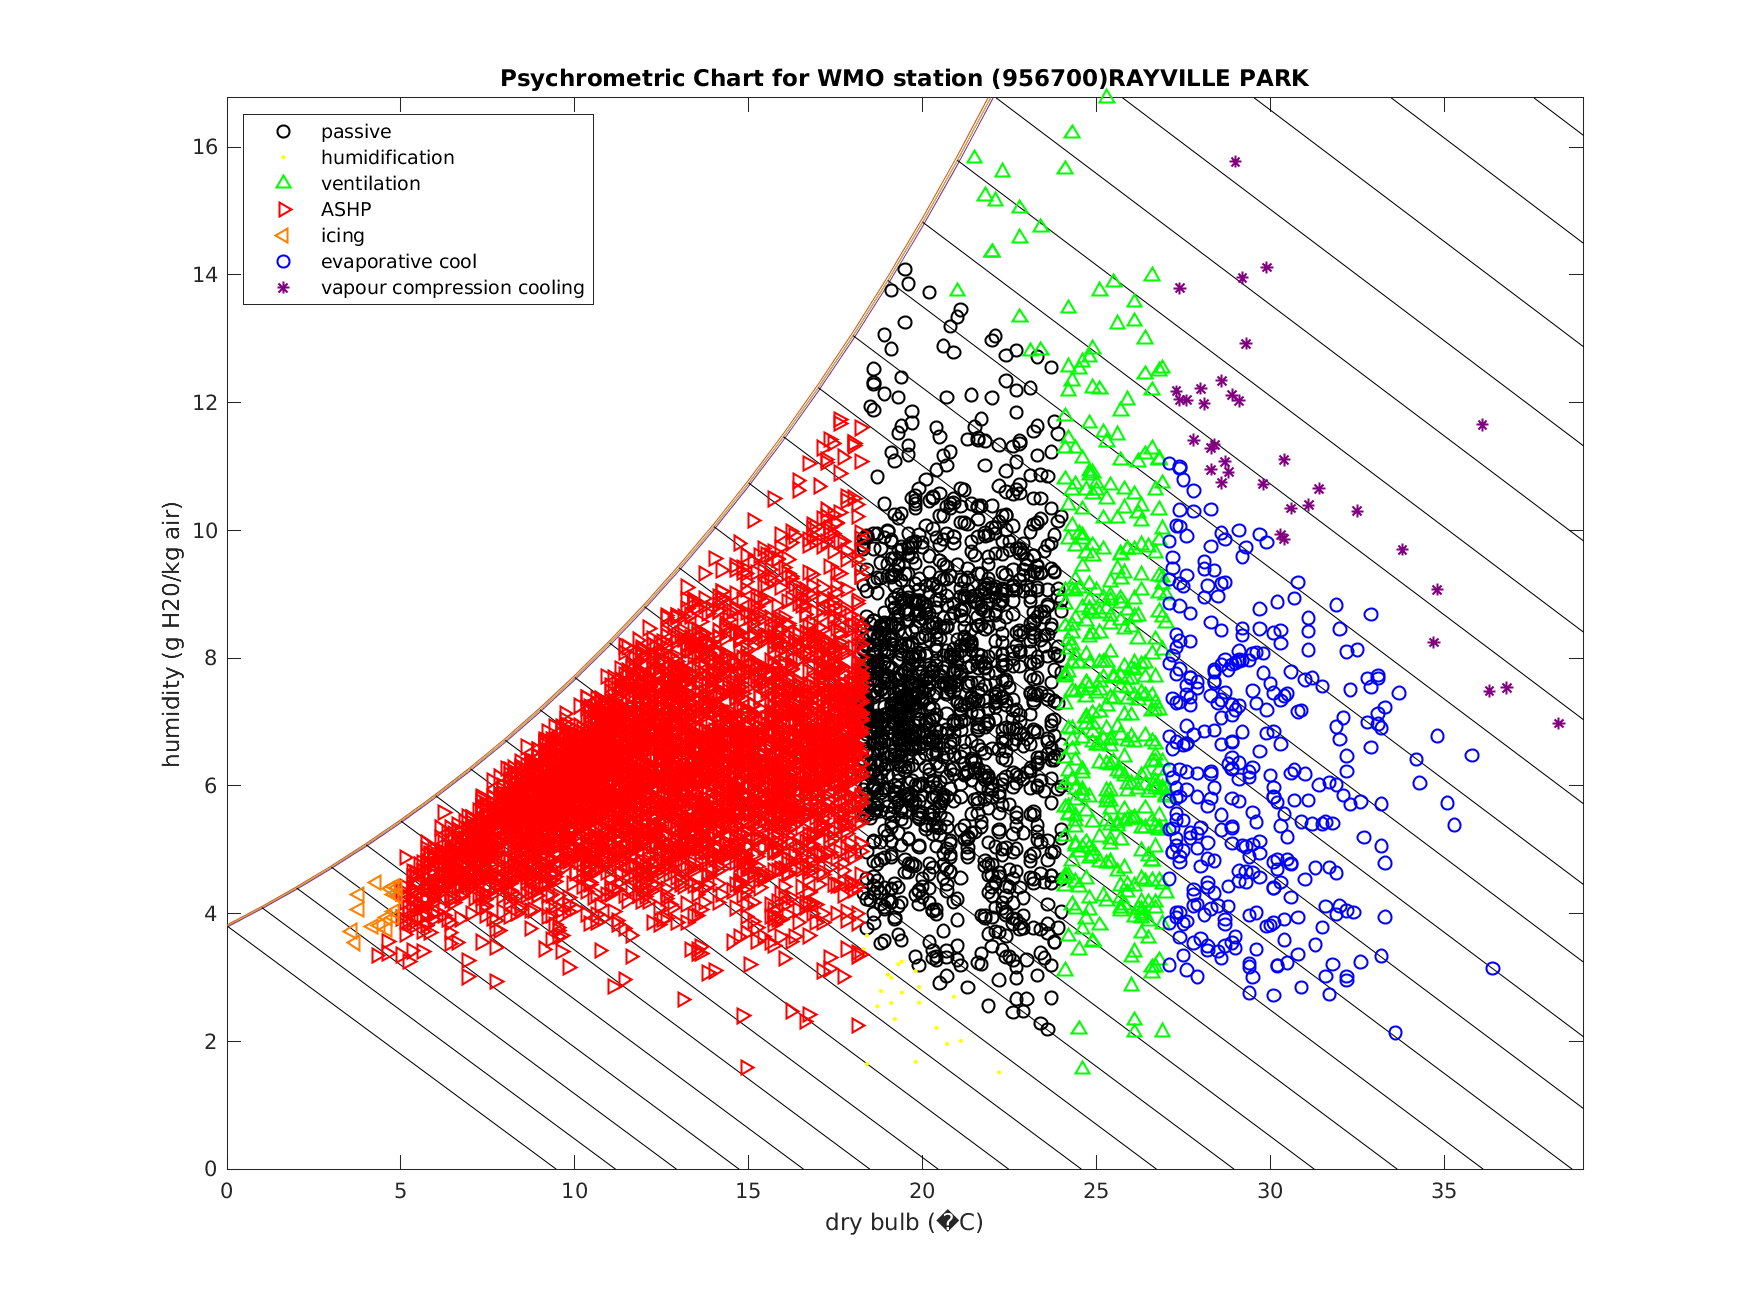 Psychrometric Chart for WMO station (956700)RAYVILLE PARK
passive
humidification
ventilation
ASHP
icing
evaporative cool
vapour compression cooling
humidity (g H20/kg air)
16
14
12
10
8
6
4
2
0
0 5 10 15 20 25 30 35
dry bulb (�C)